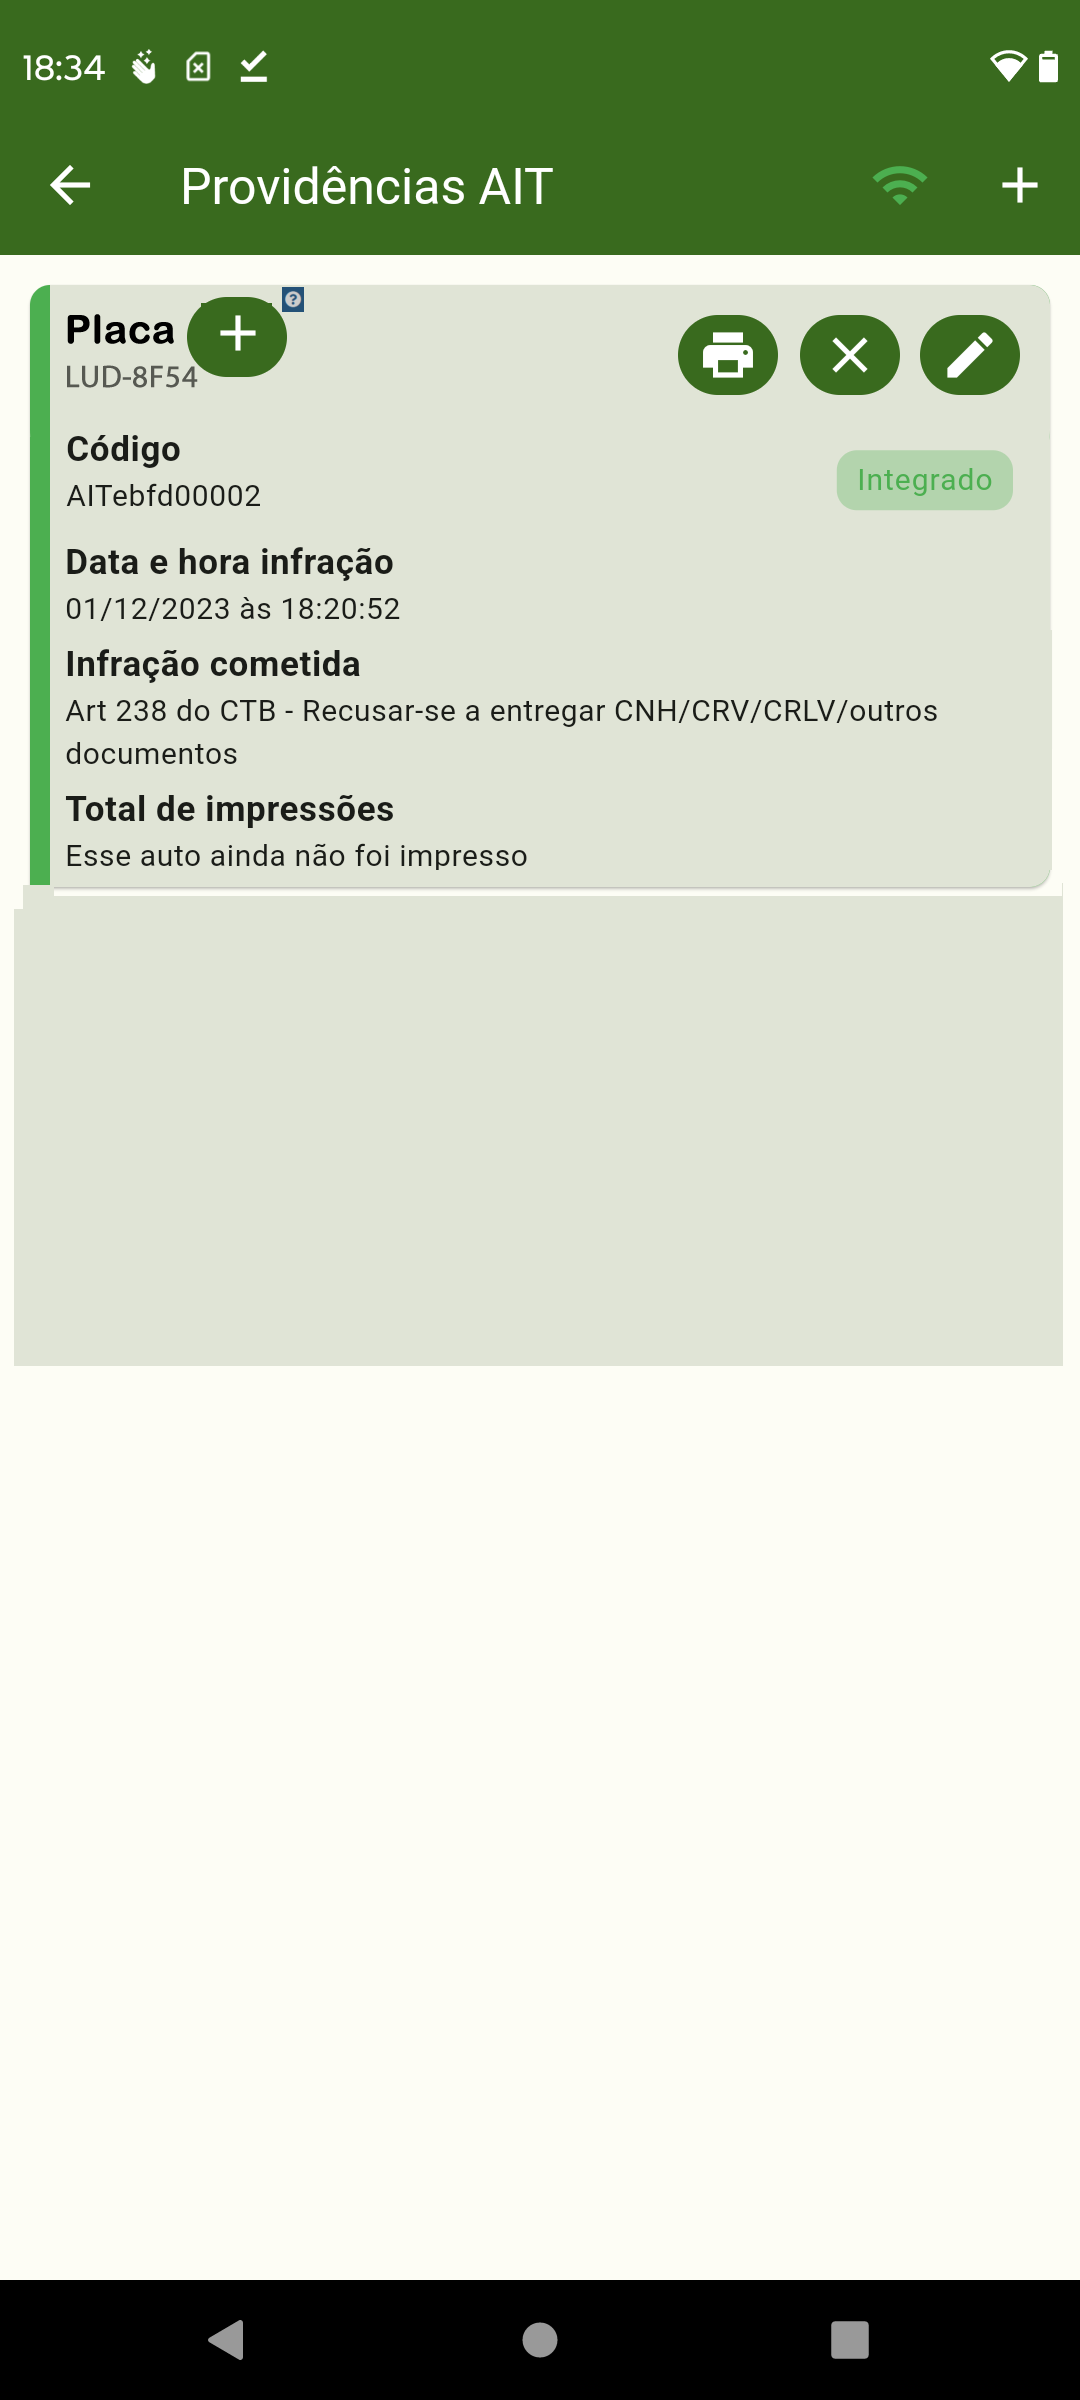 18:34
Providências AIT
Placa
LUD-8F54
Código
AITebfd00002
Integrado
Data e hora infração
01/12/2023 às 18:20:52
Infração cometida
Art 238 do CTB - Recusar-se a entregar CNH/CRV/CRLV/outros
documentos
Total de impressões
Esse auto ainda não foi impresso